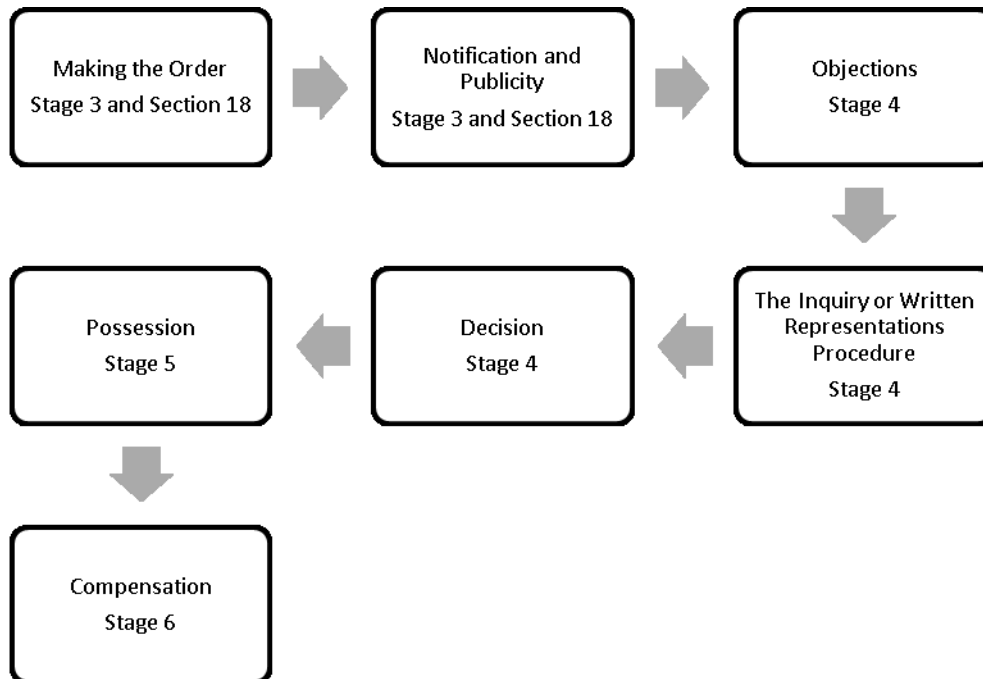 Making the Order
Stage 3 and Section 18
Notification and
Publicity
Stage 3 and Section 18
Objections
Stage 4
The Inquiry or Written
Representations
Procedure
Stage 4
Decision
Stage 4
Possession
Stage 5
Compensation
Stage 6